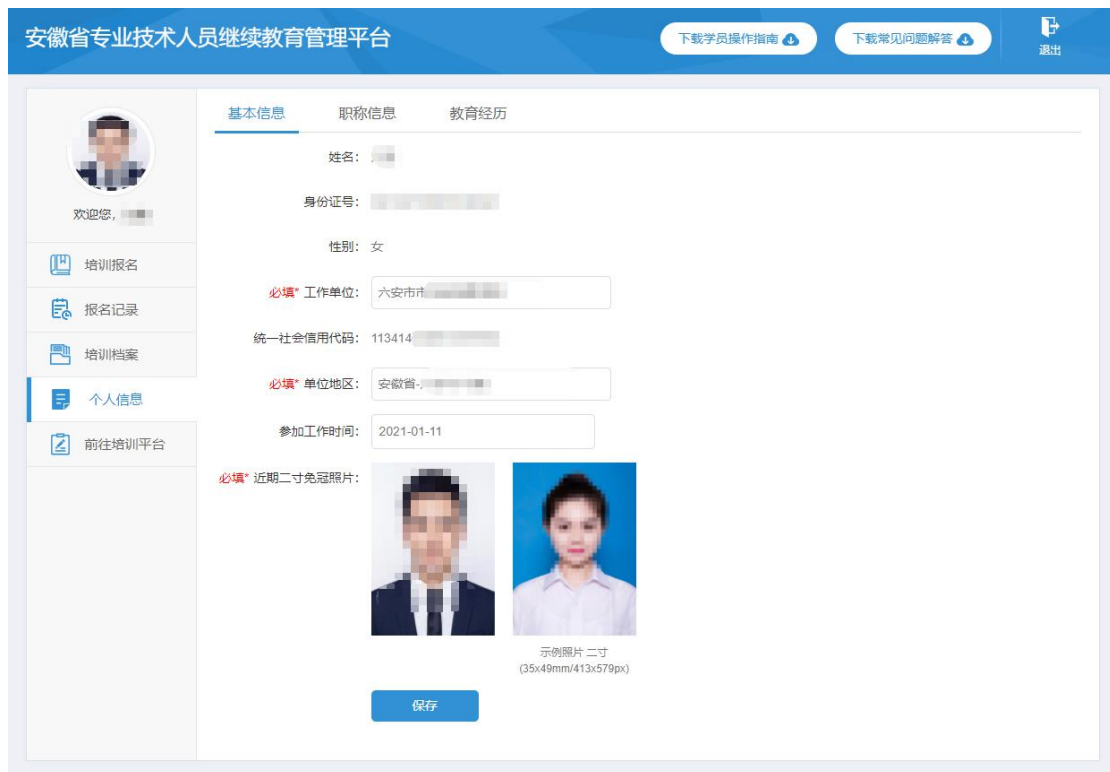 安徽省专业技术人员继续教育管理平台
下载学员操作指南
下载常见问题解答
退出
欢迎您,
培训报名
报名记录
培训档案
个人信息
前往培训平台
基本信息 职称信息 教育经历
姓名:
身份证号:
性别: 女
必填* 工作单位: 六安市市
统一社会信用代码: 113414
必填* 单位地区: 安徽省-
参加工作时间: 2021-01-11
必填* 近期二寸免冠照片:
示例照片 二寸
(35x49mm/413x579px)
保存